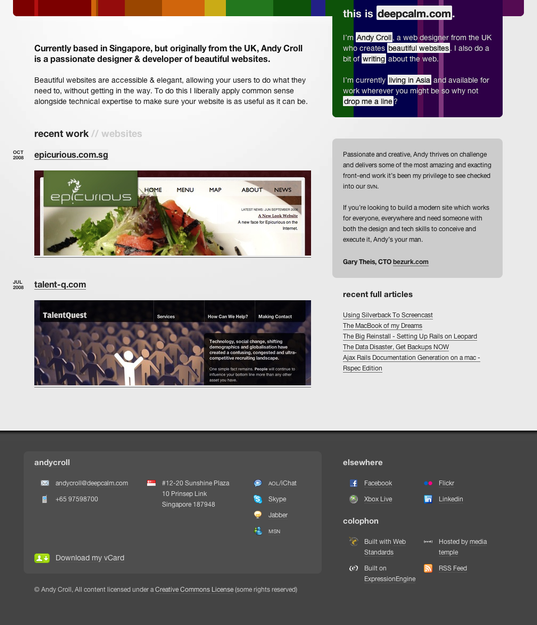 this is deepcalm.com.
I'm Andy Croll, a web designer from the UK
who creates beautiful websites. I also do a
bit of writing about the web.
I'm currently living in Asia and available for
work wherever you might be so why not
drop me a line?
Currently based in Singapore, but originally from the UK, Andy Croll
is a passionate designer & developer of beautiful websites.
Beautiful websites are accessible & elegant, allowing your users to do what they
need to, without getting in the way. To do this I liberally apply common sense
alongside technical expertise to make sure your website is as useful as it can be.
recent work // websites
OCT
2008
epicurious.com.sg
epicurious
HOME MENU MAP ABOUT NEWS
LATEST NEWS: 1ST SEPTEMBER 2008
A New Look Website
A new face for Epicurious on the
Internet.
JUL
2008
talent-q.com
TalentQuest
Services
How Can We Help?
Making Contact
Technology, social change, shifting
demographics and globalisation have
created a confusing, congested and ultra-
competitive recruiting landscape.
One simple fact remains. People will continue to
influence your bottom line more than any other
asset you have.
Passionate and creative, Andy thrives on challenge
and delivers some of the most amazing and exacting
front-end work it's been my privilege to see checked
into our SVN.
If you're looking to build a modern site which works
for everyone, everywhere and need someone with
both the design and tech skills to conceive and
execute it, Andy's your man.
Gary Theis, CTO bezurk.com
recent full articles
Using Silverback To Screencast
The MacBook of my Dreams
The Big Reinstall - Setting Up Rails on Leopard
The Data Disaster, Get Backups NOW
Ajax Rails Documentation Generation on a mac -
Rspec Edition
andycroll
andycroll@deepcalm.com
+65 97598700
#12-20 Sunshine Plaza
10 Prinsep Link
Singapore 187948
AOL/iChat
Skype
Jabber
MSN
Download my vCard
© Andy Croll, All content licensed under a Creative Commons License (some rights reserved)
elsewhere
Facebook
Flickr
Xbox Live
Linkedin
colophon
Built with Web
Standards
Hosted by media
temple
Built on
ExpressionEngine
RSS Feed